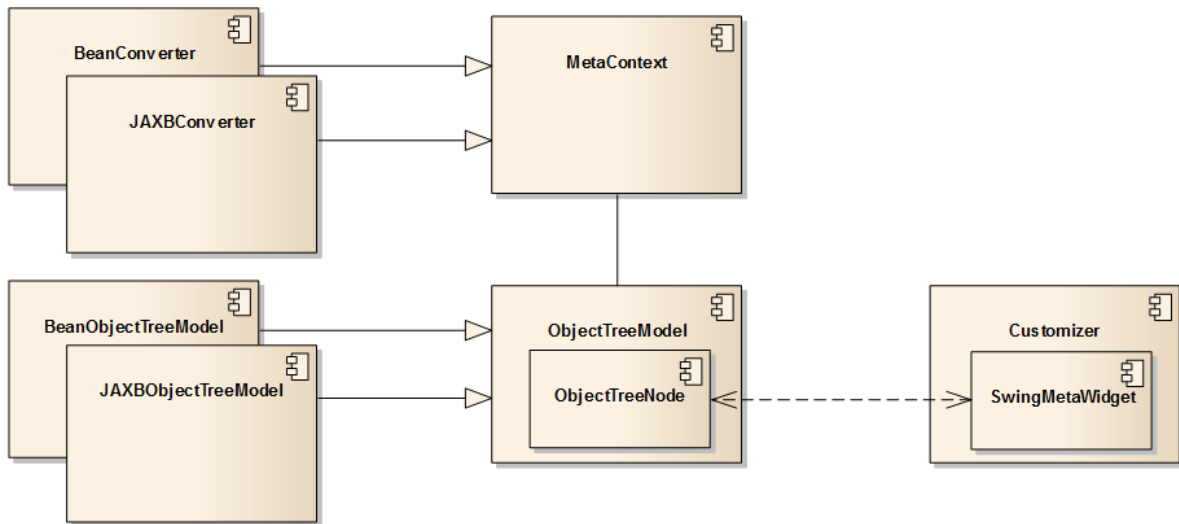 BeanConverter
JAXBConverter
MetaContext
BeanObjectTreeModel
JAXBObjectTreeModel
ObjectTreeModel
ObjectTreeNode
Customizer
SwingMetaWidget